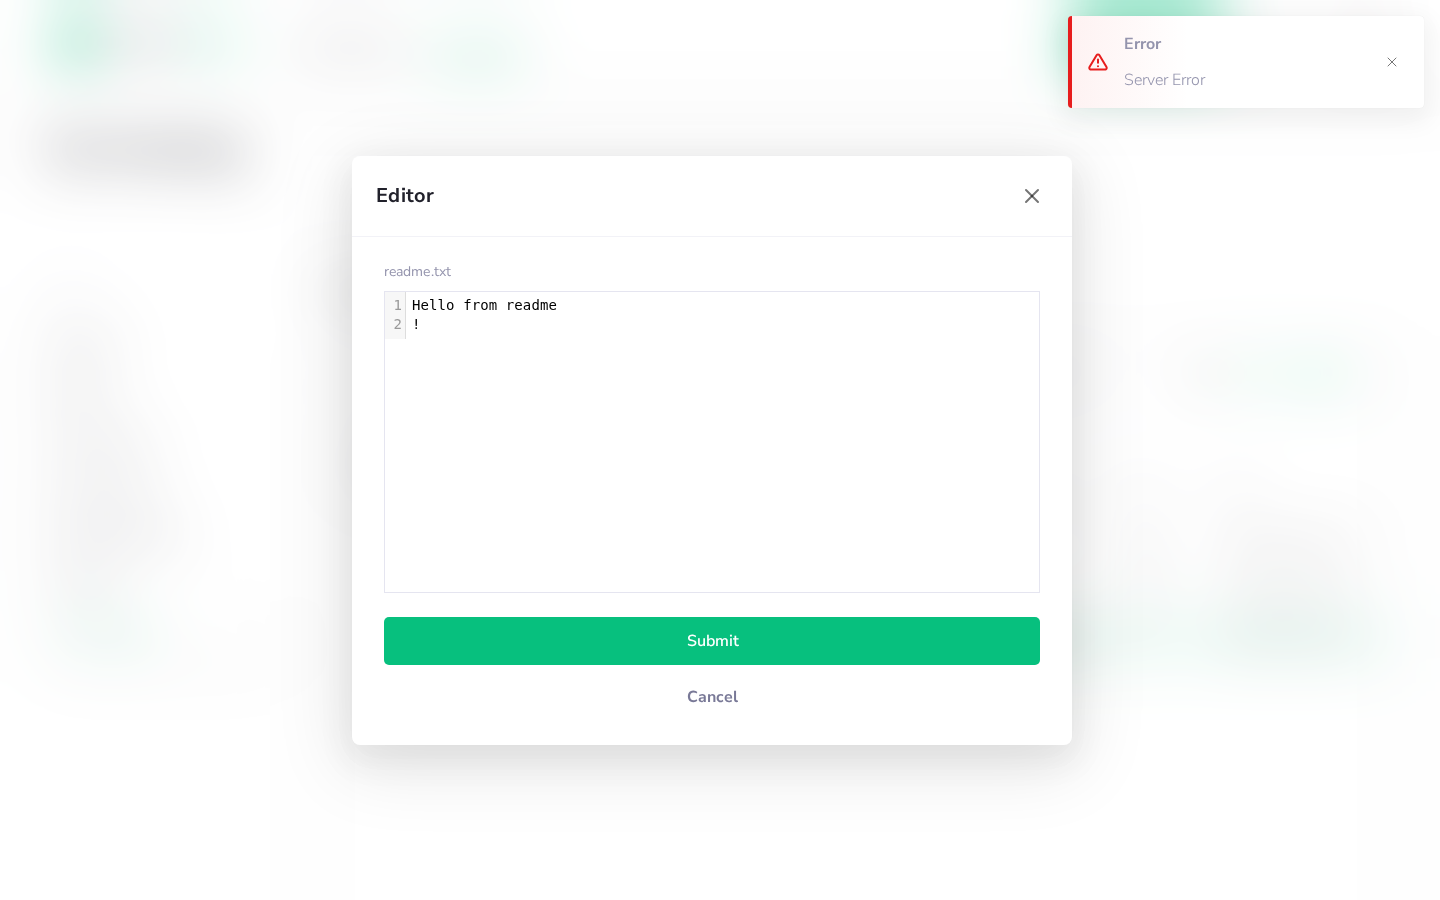 Error
Server Error
Editor
readme.txt
1 Hello from readme
2 !
Submit
Cancel